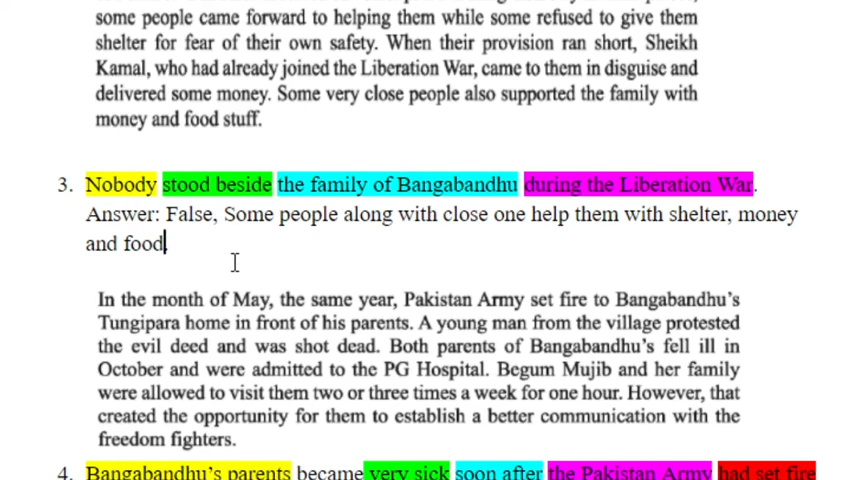 some people came forward to helping them while some refused to give them
shelter for fear of their own safety. When their provision ran short, Sheikh
Kamal, who had already joined the Liberation War, came to them in disguise and
delivered some money. Some very close people also supported the family with
money and food stuff.
3. Nobody stood beside the family of Bangabandhu during the Liberation War.
Answer: False, Some people along with close one help them with shelter, money
and food.
In the month of May, the same year, Pakistan Army set fire to Bangabandhu's
Tungipara home in front of his parents. A young man from the village protested
the evil deed and was shot dead. Both parents of Bangabandhu's fell ill in
October and were admitted to the PG Hospital. Begum Mujib and her family
were allowed to visit them two or three times a week for one hour. However, that
created the opportunity for them to establish a better communication with the
freedom fighters.
4. Bangabandhu's parents became very sick soon after the Pakistan Army had set fire